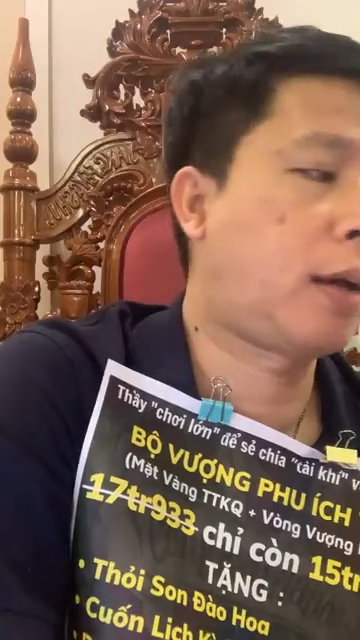 Thầy "chơi lớn" để sẻ chia "tài khí"
BỘ VƯỢNG PHU ÍCH
(Mặt Vàng TTKQ + Vòng Vượng
17tr933 chỉ còn 15tr
TẶNG :
• Thỏi Son Đào Hoa
• Cuốn Lịch